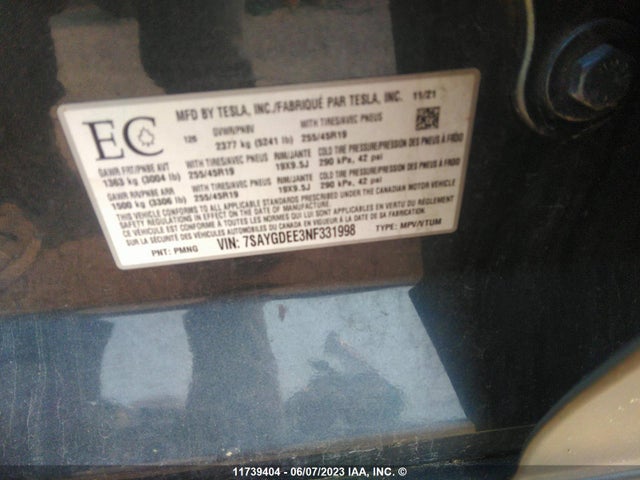 MFD BY TESLA, INC./FABRIQUÉ PAR TESLA, INC. 11/21
EC 126 GVWR/PNBV WITH TIRES/AVEC PNEUS
2377 kg (5241 lb) 255/45R19
GAWR FRT/PNBE AVT WITH TIRES/AVEC PNEUS RIM/JANTE COLD TIRE PRESSURE/PRESSION DES PNEUS À FROID
1363 kg (3004 lb) 255/45R19 19X9.5J 290 kPa, 42 psi
GAWR RR/PNBE ARR WITH TIRES/AVEC PNEUS RIM/JANTE COLD TIRE PRESSURE/PRESSION DES PNEUS À FROID
1500 kg (3306 lb) 255/45R19 19X9.5J 290 kPa, 42 psi
THIS VEHICLE CONFORMS TO ALL APPLICABLE STANDARDS PRESCRIBED UNDER THE CANADIAN MOTOR VEHICLE
SAFETY REGULATIONS IN EFFECT ON THE DATE OF MANUFACTURE / CE VÉHICULE EST CONFORME À TOUTES
LES NORMES QUI LUI SONT APPLICABLES EN VERTU DU RÈGLEMENT SUR LA
SÉCURITÉ DES VÉHICULES AUTOMOBILES DU CANADA EN VIGUEUR À LA DATE DE SA FABRICATION
PNT: PMNG VIN: 7SAYGDEE3NF331998 TYPE: MPV/VTUM
11739404 - 06/07/2023 IAA, INC. ©